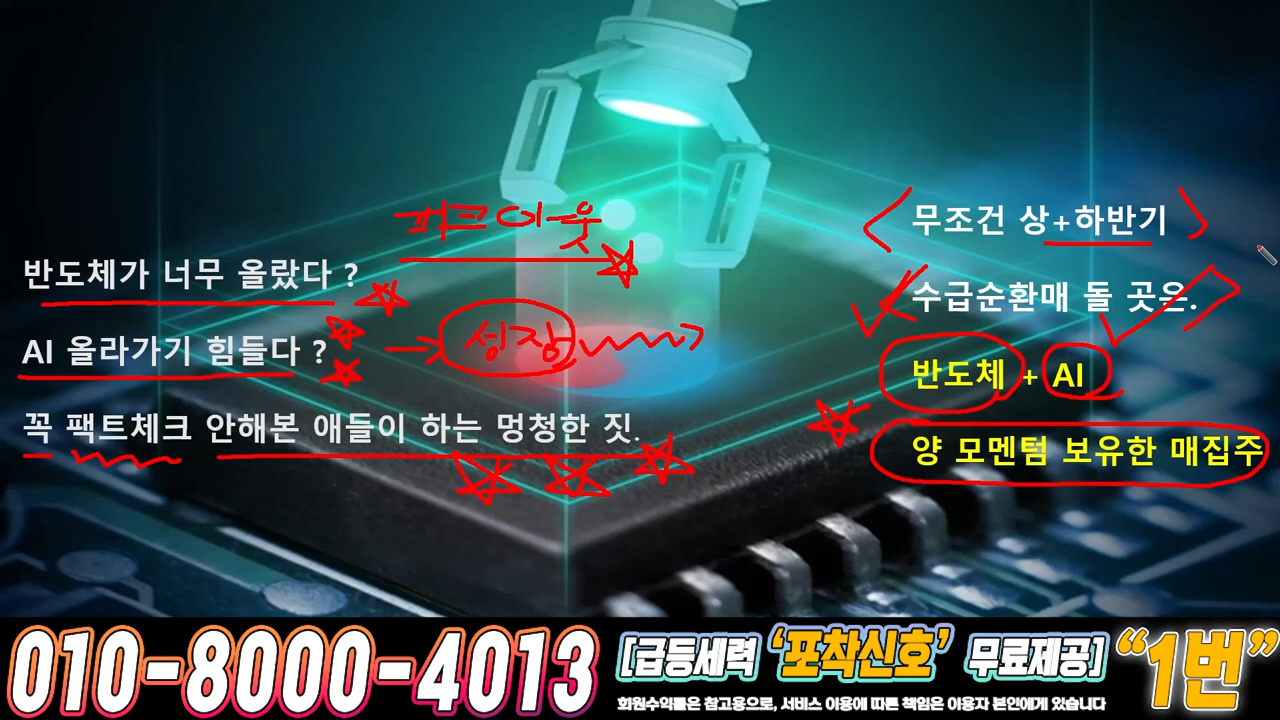 피크아웃
반도체가 너무 올랐다 ?
AI 올라가기 힘들다 ?
성장
꼭 팩트체크 안해본 애들이 하는 멍청한 짓.
무조건 상+하반기
수급순환매 돌 곳은.
반도체 + AI
양 모멘텀 보유한 매집주
010-8000-4013 [급등세력 '포착신호' 무료제공] "1번"
회원수익률은 참고용으로, 서비스 이용에 따른 책임은 이용자 본인에게 있습니다